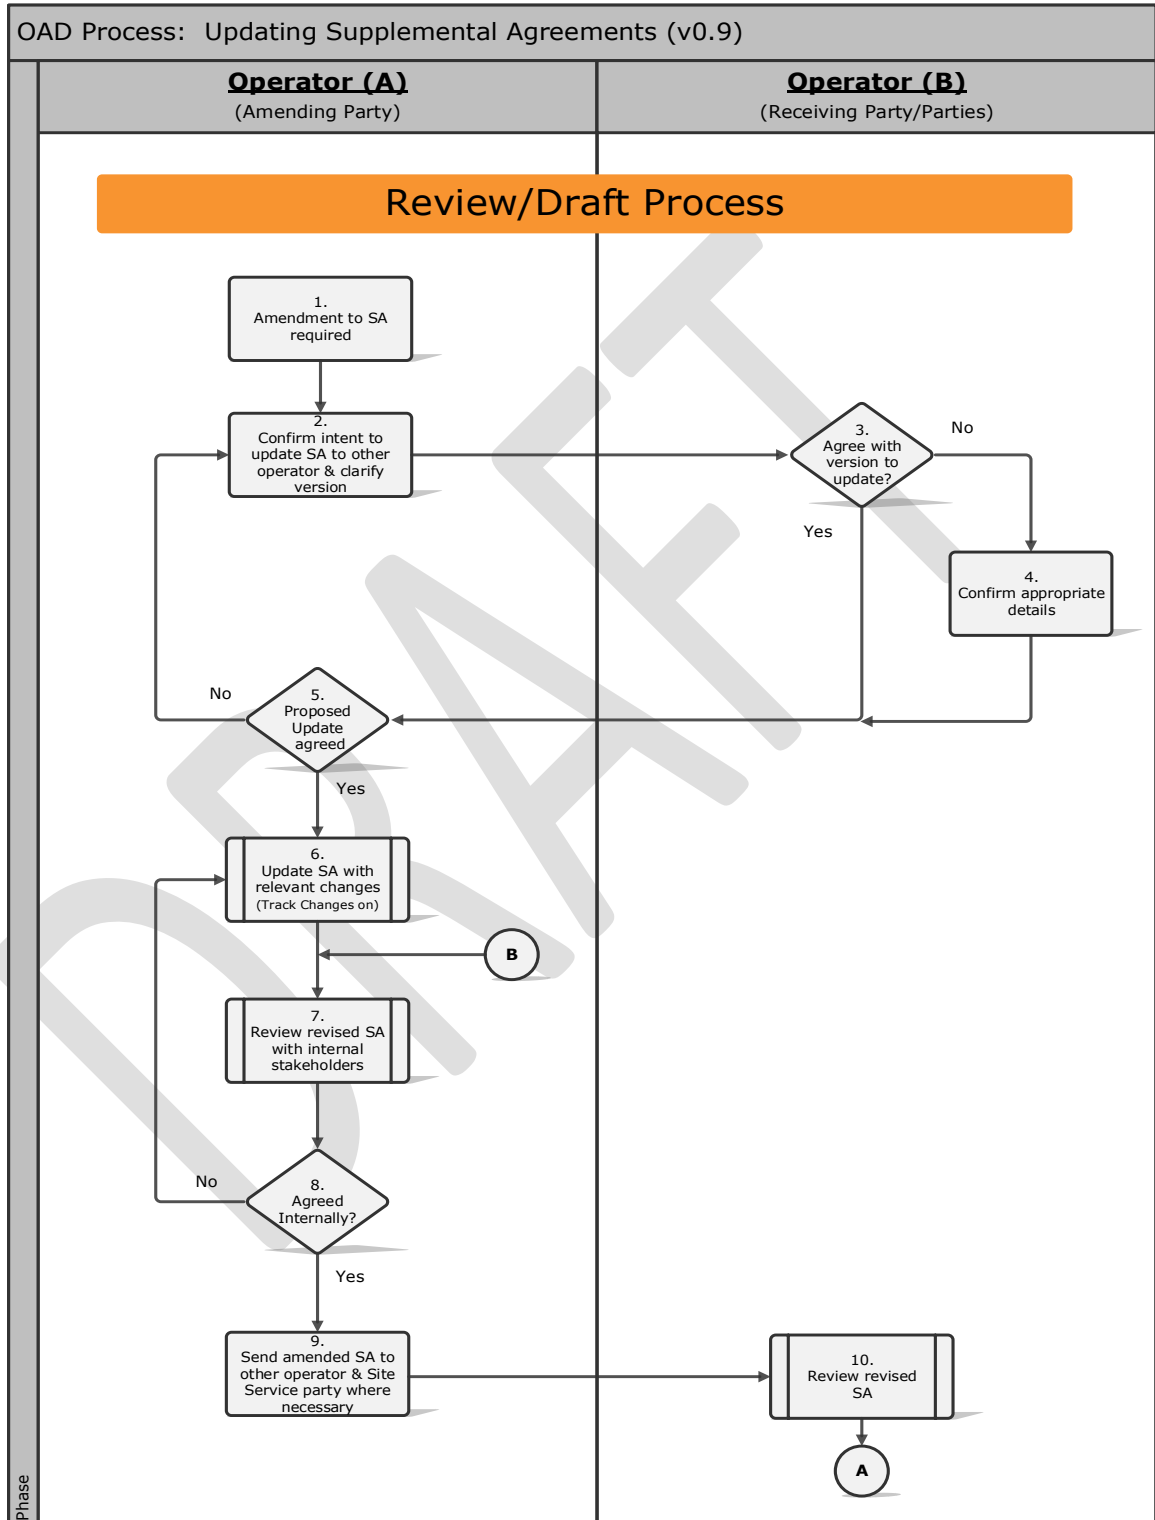 OAD Process:  Updating Supplemental Agreements (v0.9)
Operator (A)
(Amending Party)
Operator (B)
(Receiving Party/Parties)
Review/Draft Process
1.
Amendment to SA
required
2.
Confirm intent to
update SA to other
operator & clarify
version
3.
Agree with
version to
update?
No
Yes
4.
Confirm appropriate
details
No
5.
Proposed
Update
agreed
Yes
6.
Update SA with
relevant changes
(Track Changes on)
B
7.
Review revised SA
with internal
stakeholders
No
8.
Agreed
Internally?
Yes
9.
Send amended SA to
other operator & Site
Service party where
necessary
10.
Review revised
SA
A
Phase
DRAFT